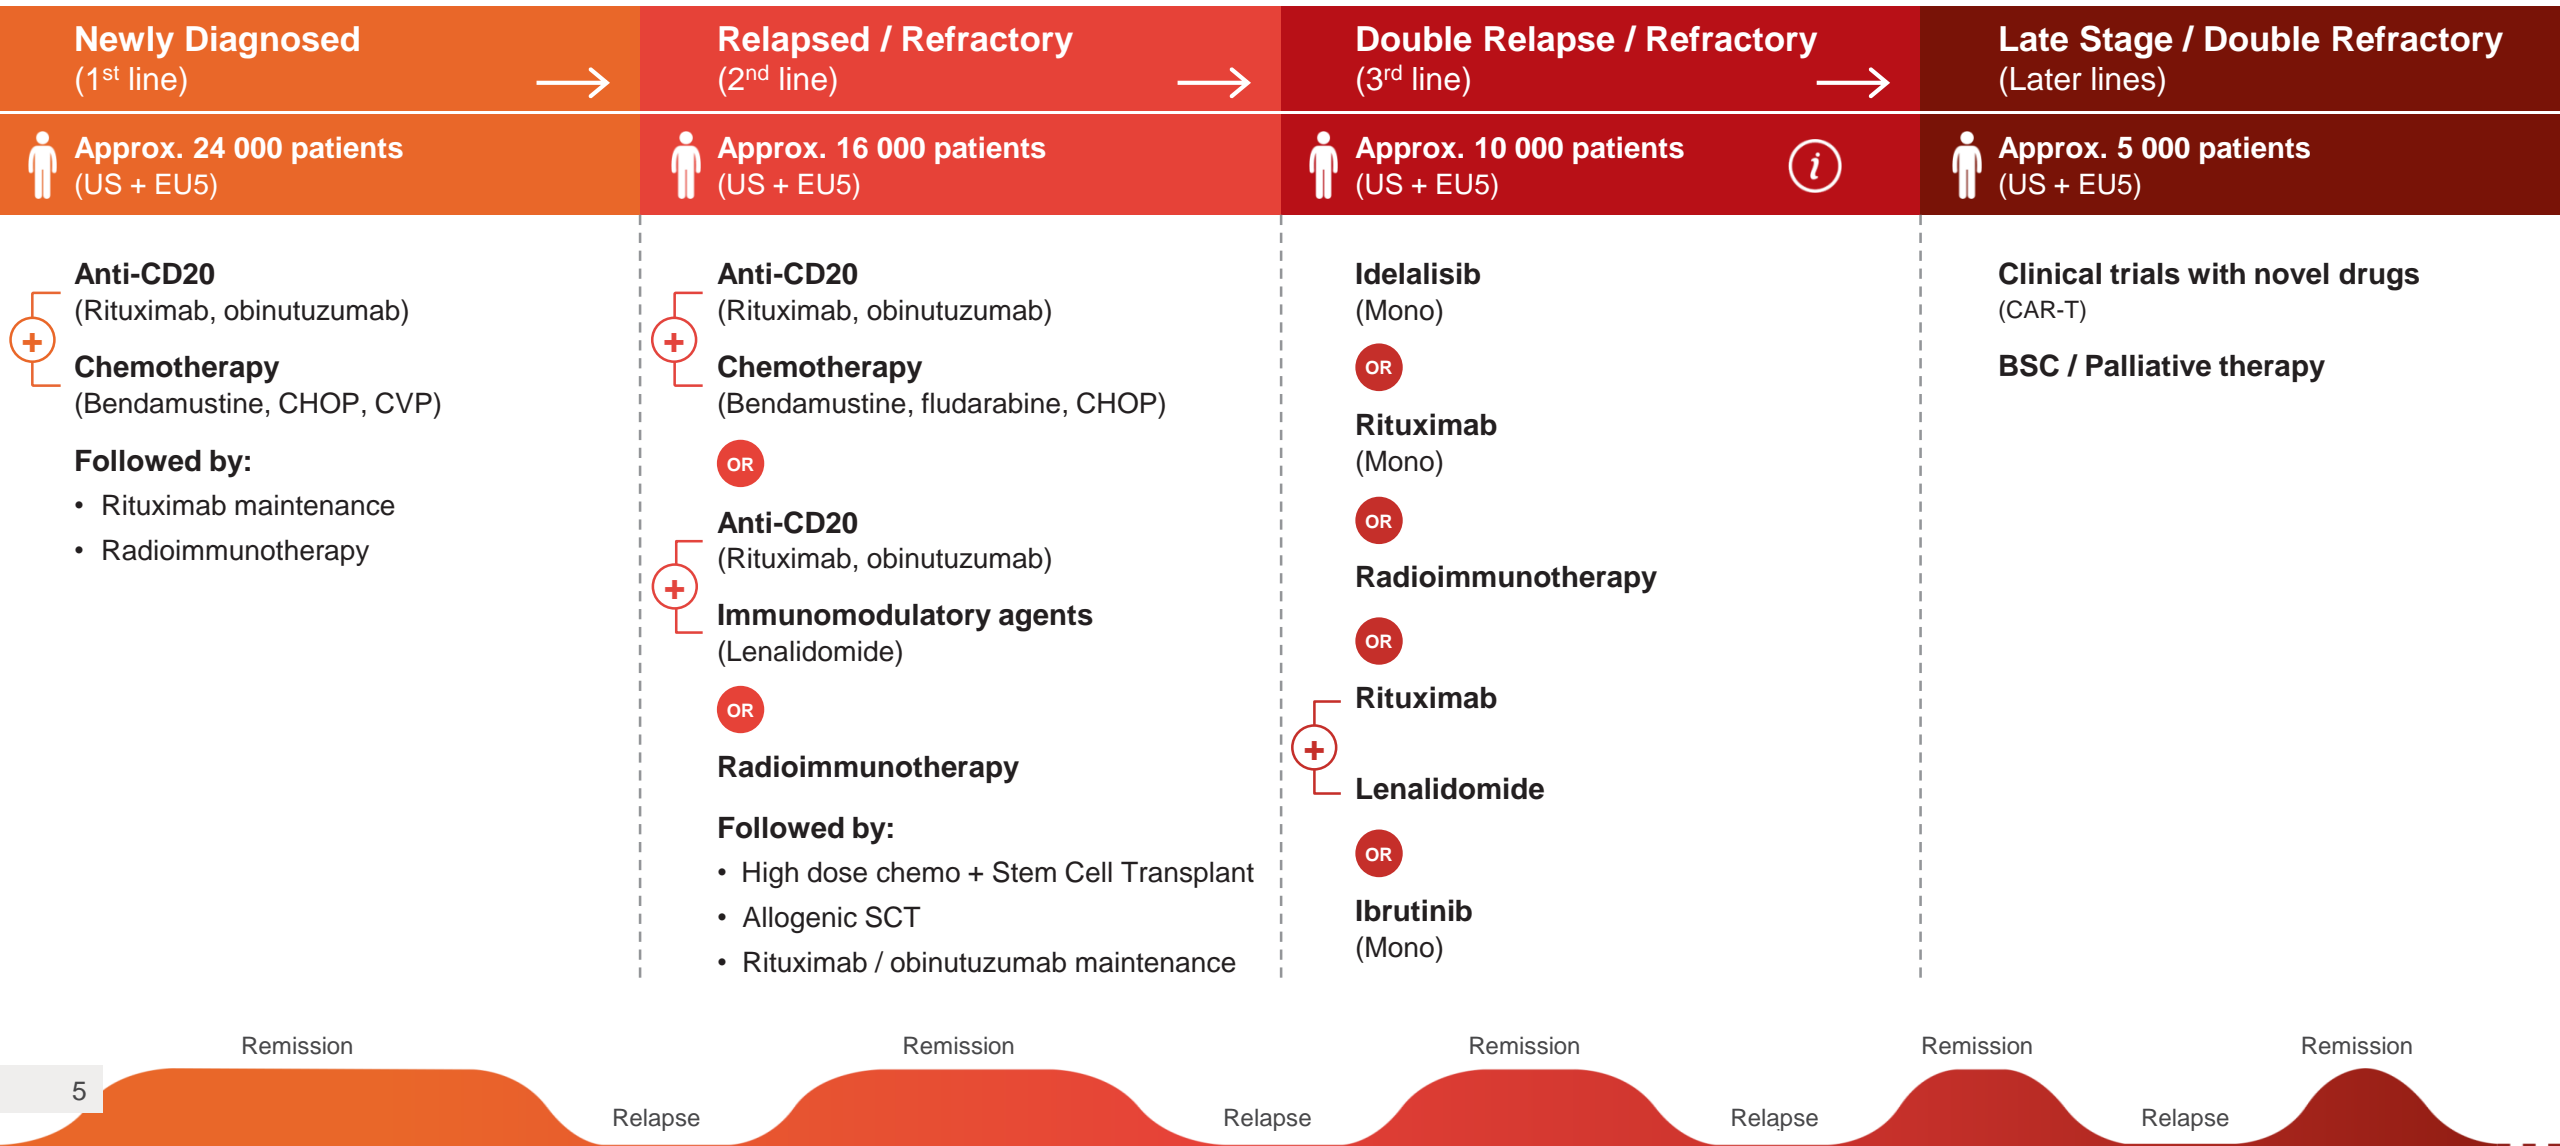 Newly Diagnosed
(1st line)
Approx. 24 000 patients
(US + EU5)
Anti-CD20
(Rituximab, obinutuzumab)
+
Chemotherapy
(Bendamustine, CHOP, CVP)
Followed by:
• Rituximab maintenance
• Radioimmunotherapy
Relapsed / Refractory
(2nd line)
Approx. 16 000 patients
(US + EU5)
Anti-CD20
(Rituximab, obinutuzumab)
+
Chemotherapy
(Bendamustine, fludarabine, CHOP)
OR
Anti-CD20
(Rituximab, obinutuzumab)
+
Immunomodulatory agents
(Lenalidomide)
OR
Radioimmunotherapy
Followed by:
• High dose chemo + Stem Cell Transplant
• Allogenic SCT
• Rituximab / obinutuzumab maintenance
Double Relapse / Refractory
(3rd line)
Approx. 10 000 patients
(US + EU5)
i
Idelalisib
(Mono)
OR
Rituximab
(Mono)
OR
Radioimmunotherapy
OR
Rituximab
+
Lenalidomide
OR
Ibrutinib
(Mono)
Late Stage / Double Refractory
(Later lines)
Approx. 5 000 patients
(US + EU5)
Clinical trials with novel drugs
(CAR-T)
BSC / Palliative therapy
Remission
Remission
Remission
Remission
Remission
5
Relapse
Relapse
Relapse
Relapse